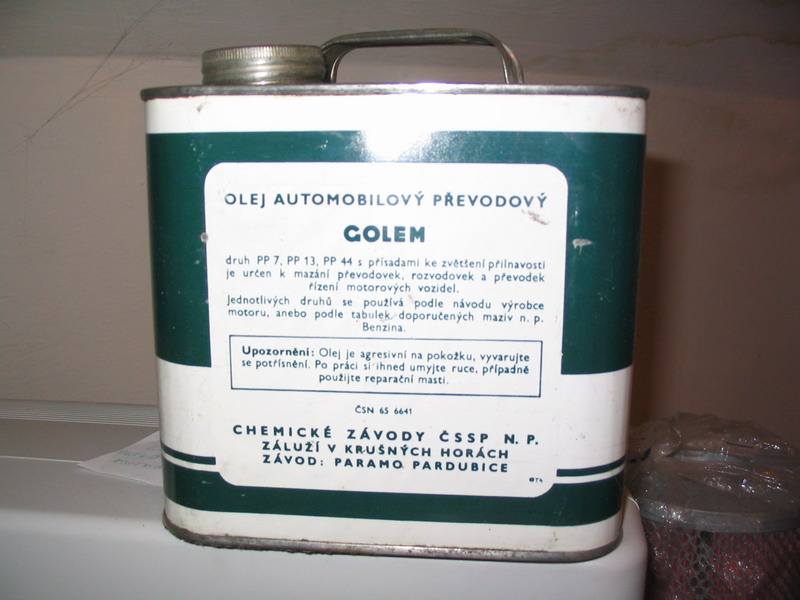 OLEJ AUTOMOBILOVÝ PŘEVODOVÝ
GOLEM
druh PP 7, PP 13, PP 44 s přísadami ke zvětšení přilnavosti
je určen k mazání převodovek, rozvodovek a převodek
řízení motorových vozidel.
Jednotlivých druhů se používá podle návodu výrobce
motoru, anebo podle tabulek doporučených maziv n. p.
Benzina.
Upozornění: Olej je agresivní na pokožku, vyvarujte
se potřísnění. Po práci si ihned umyjte ruce, případně
použijte reparační masti.
ČSN 65 6641
CHEMICKÉ ZÁVODY ČSSP N. P.
ZÁLUŽÍ V KRUŠNÝCH HORÁCH
ZÁVOD: PARAMO PARDUBICE